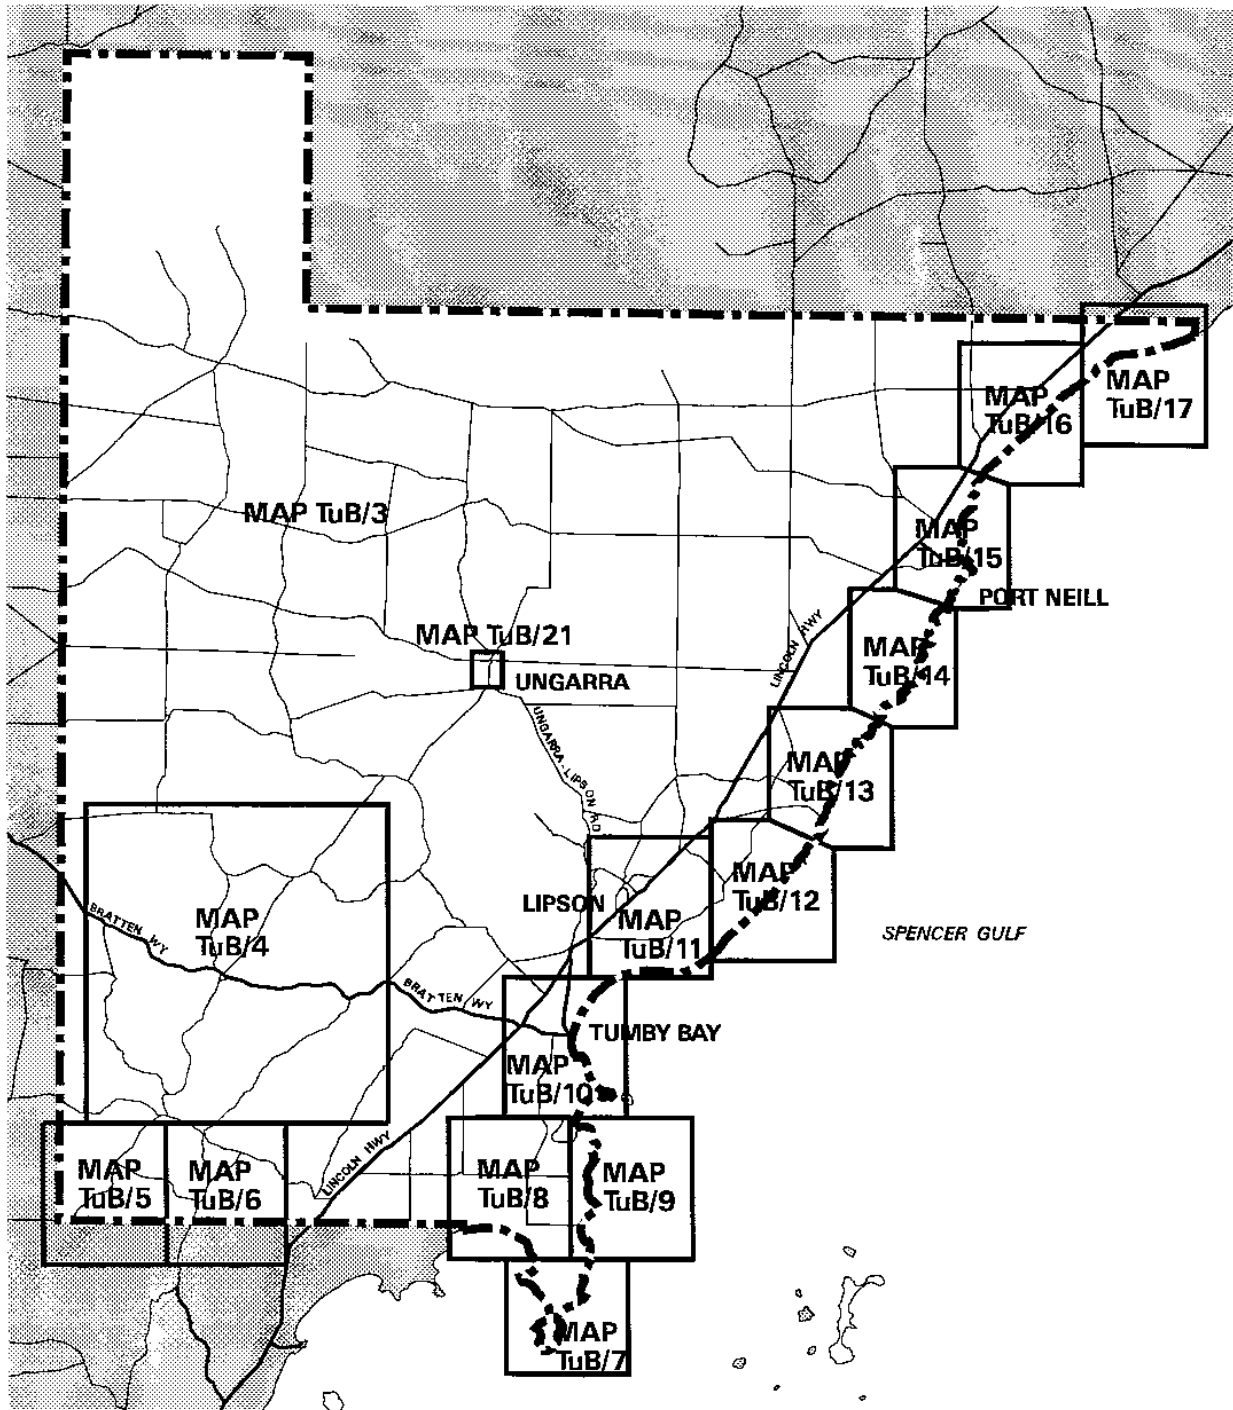 MAP
TuB/17
MAP
TuB/16
MAP TuB/3
MAP
TuB/15
PORT NEILL
MAP TuB/21
LINCOLN HWY
MAP
TuB/14
UNGARRA
UNGARRA - LIPSON RD
MAP
TuB/13
MAP
TuB/12
LIPSON
BRATTEN WY
MAP
TuB/4
MAP
TuB/11
SPENCER GULF
BRATTEN WY
TUMBY BAY
MAP
TuB/10
LINCOLN HWY
MAP
TuB/5
MAP
TuB/6
MAP
TuB/8
MAP
TuB/9
MAP
TuB/7